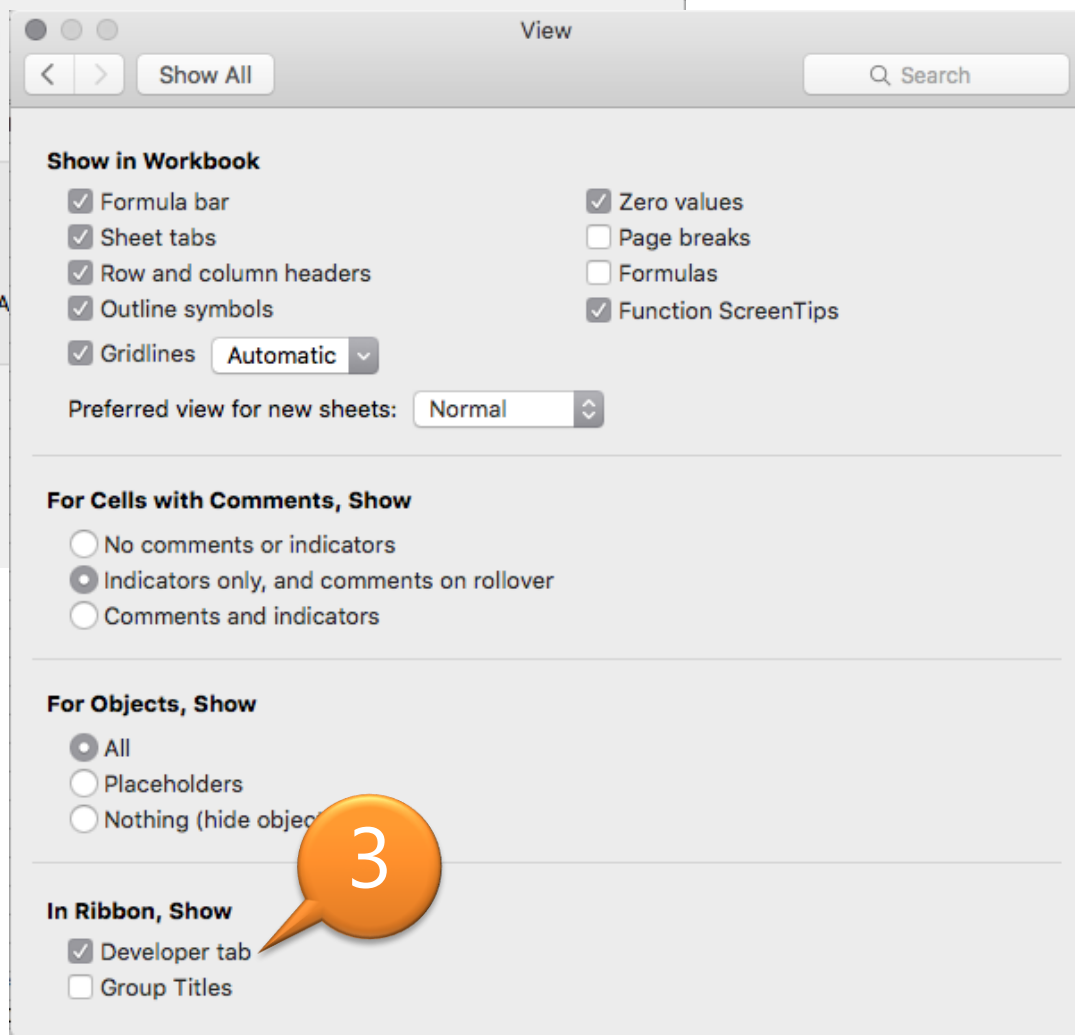 View
Show All
Search
Show in Workbook
Formula bar
Zero values
Sheet tabs
Page breaks
Row and column headers
Formulas
Outline symbols
Function ScreenTips
Gridlines Automatic
Preferred view for new sheets: Normal
For Cells with Comments, Show
No comments or indicators
Indicators only, and comments on rollover
Comments and indicators
For Objects, Show
All
Placeholders
Nothing (hide objec
3
In Ribbon, Show
Developer tab
Group Titles